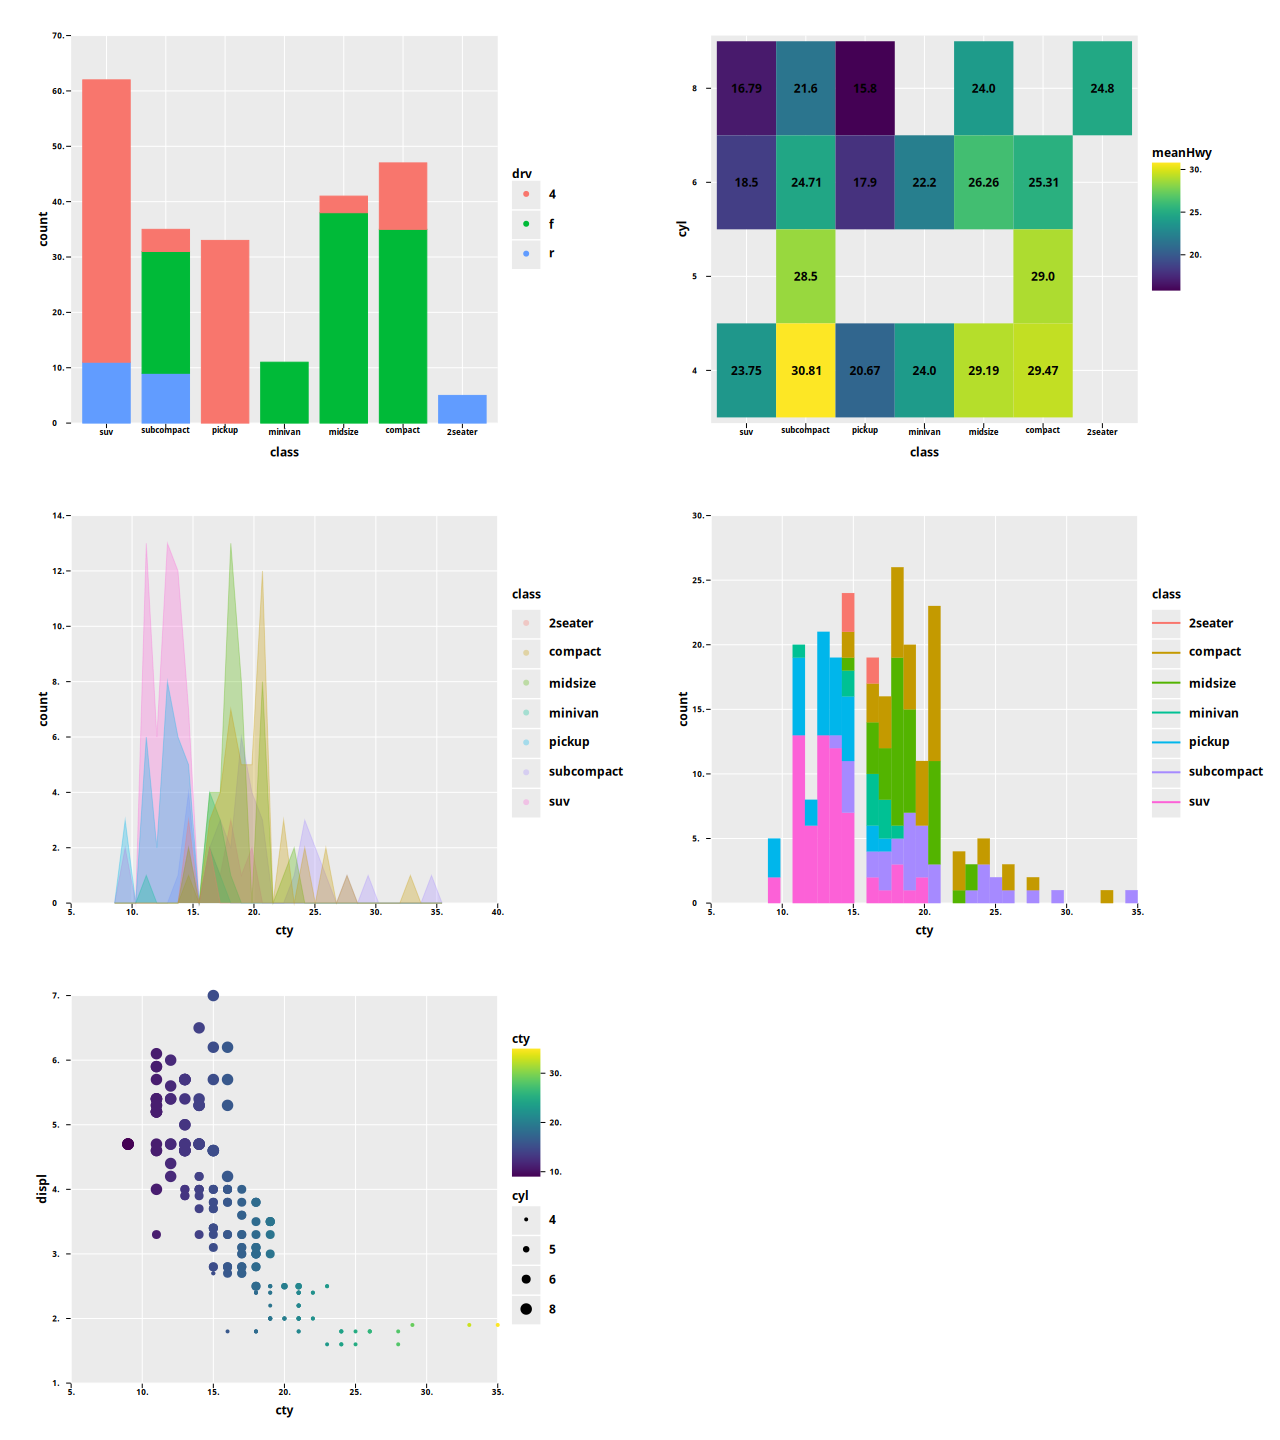 70.
60.
50.
40.
30.
20.
10.
0
count
suv subcompact pickup minivan midsize compact 2seater
class
drv
4
f
r
8
6
5
4
cyl
16.79 21.6 15.8 24.0 24.8
18.5 24.71 17.9 22.2 26.26 25.31
28.5 29.0
23.75 30.81 20.67 24.0 29.19 29.47
suv subcompact pickup minivan midsize compact 2seater
class
meanHwy
30.
25.
20.
14.
12.
10.
8.
6.
4.
2.
0
count
5. 10. 15. 20. 25. 30. 35. 40.
cty
class
2seater
compact
midsize
minivan
pickup
subcompact
suv
30.
25.
20.
15.
10.
5.
0
count
5. 10. 15. 20. 25. 30. 35.
cty
class
2seater
compact
midsize
minivan
pickup
subcompact
suv
7.
6.
5.
4.
3.
2.
1.
displ
5. 10. 15. 20. 25. 30. 35.
cty
cty
30.
20.
10.
cyl
4
5
6
8